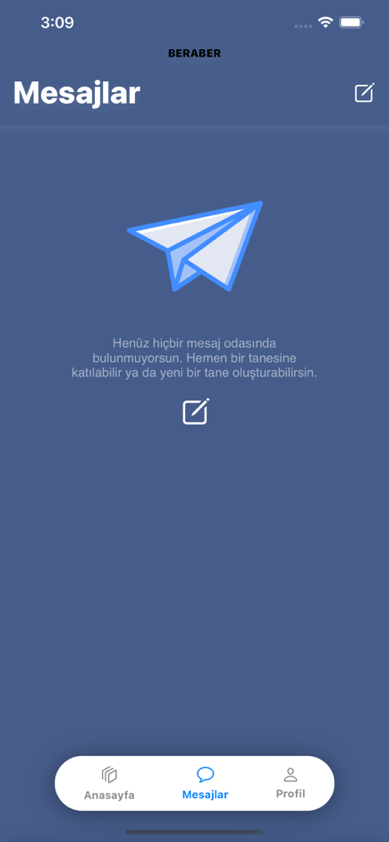 3:09
BERABER
Mesajlar
Henüz hiçbir mesaj odasında
bulunmuyorsun. Hemen bir tanesine
katılabilir ya da yeni bir tane oluşturabilirsin.
Anasayfa
Mesajlar
Profil